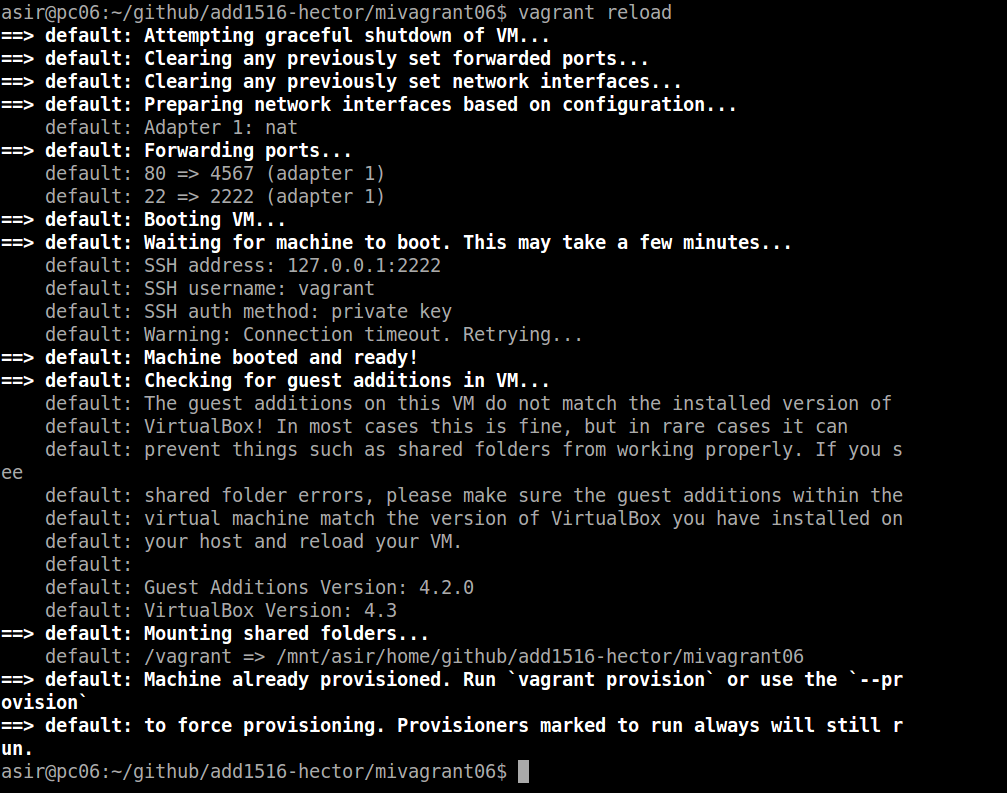 asir@pc06:~/github/add1516-hector/mivagrant06$ vagrant reload
==> default: Attempting graceful shutdown of VM...
==> default: Clearing any previously set forwarded ports...
==> default: Clearing any previously set network interfaces...
==> default: Preparing network interfaces based on configuration...
    default: Adapter 1: nat
==> default: Forwarding ports...
    default: 80 => 4567 (adapter 1)
    default: 22 => 2222 (adapter 1)
==> default: Booting VM...
==> default: Waiting for machine to boot. This may take a few minutes...
    default: SSH address: 127.0.0.1:2222
    default: SSH username: vagrant
    default: SSH auth method: private key
    default: Warning: Connection timeout. Retrying...
==> default: Machine booted and ready!
==> default: Checking for guest additions in VM...
    default: The guest additions on this VM do not match the installed version of
    default: VirtualBox! In most cases this is fine, but in rare cases it can
    default: prevent things such as shared folders from working properly. If you s
ee
    default: shared folder errors, please make sure the guest additions within the
    default: virtual machine match the version of VirtualBox you have installed on
    default: your host and reload your VM.
    default:
    default: Guest Additions Version: 4.2.0
    default: VirtualBox Version: 4.3
==> default: Mounting shared folders...
    default: /vagrant => /mnt/asir/home/github/add1516-hector/mivagrant06
==> default: Machine already provisioned. Run `vagrant provision` or use the `--pr
ovision`
==> default: to force provisioning. Provisioners marked to run always will still r
un.
asir@pc06:~/github/add1516-hector/mivagrant06$